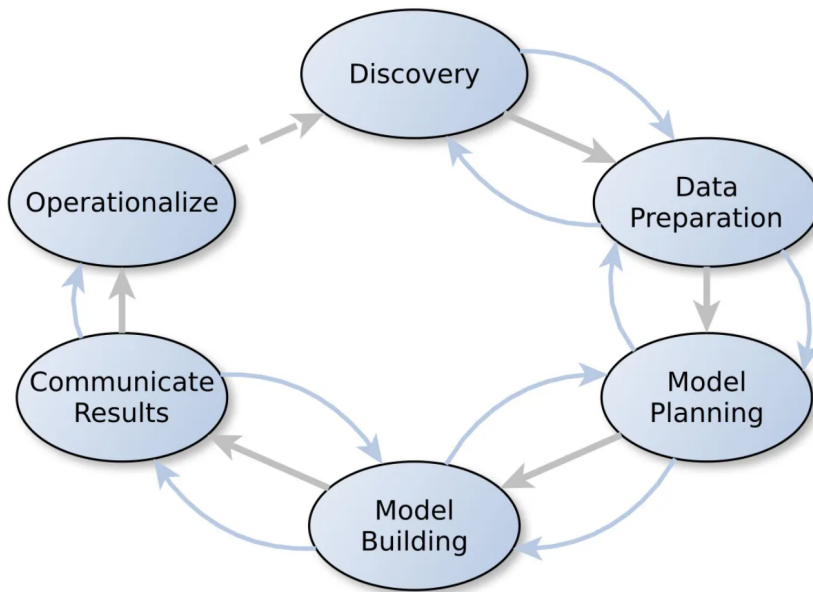 Discovery
Data
Preparation
Model
Planning
Model
Building
Communicate
Results
Operationalize